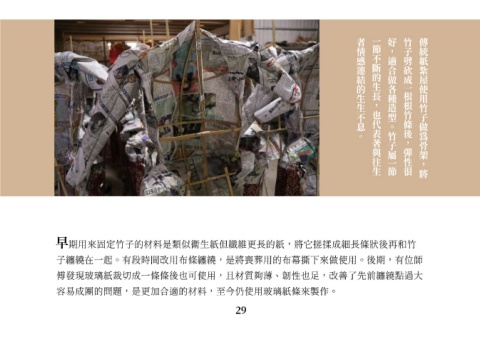 傳統紙紮屋使用竹子做為骨架，將
竹子劈砍成一根根竹條後，彈性很
好，適合做各種造型。竹子屬一節
一節不斷的生長，也代表著與往生
者情感連結的生生不息。
早期用來固定竹子的材料是類似衛生紙但纖維更長的紙，將它搓揉成細長條狀後再和竹
子纏繞在一起。有段時間改用布條纏繞，是將喪葬用的布幕撕下來做使用。後期，有位師
傅發現玻璃紙裁切成一條條後也可使用，且材質夠薄、韌性也足，改善了先前纏繞點過大
容易成團的問題，是更加合適的材料，至今仍使用玻璃紙條來製作。
29